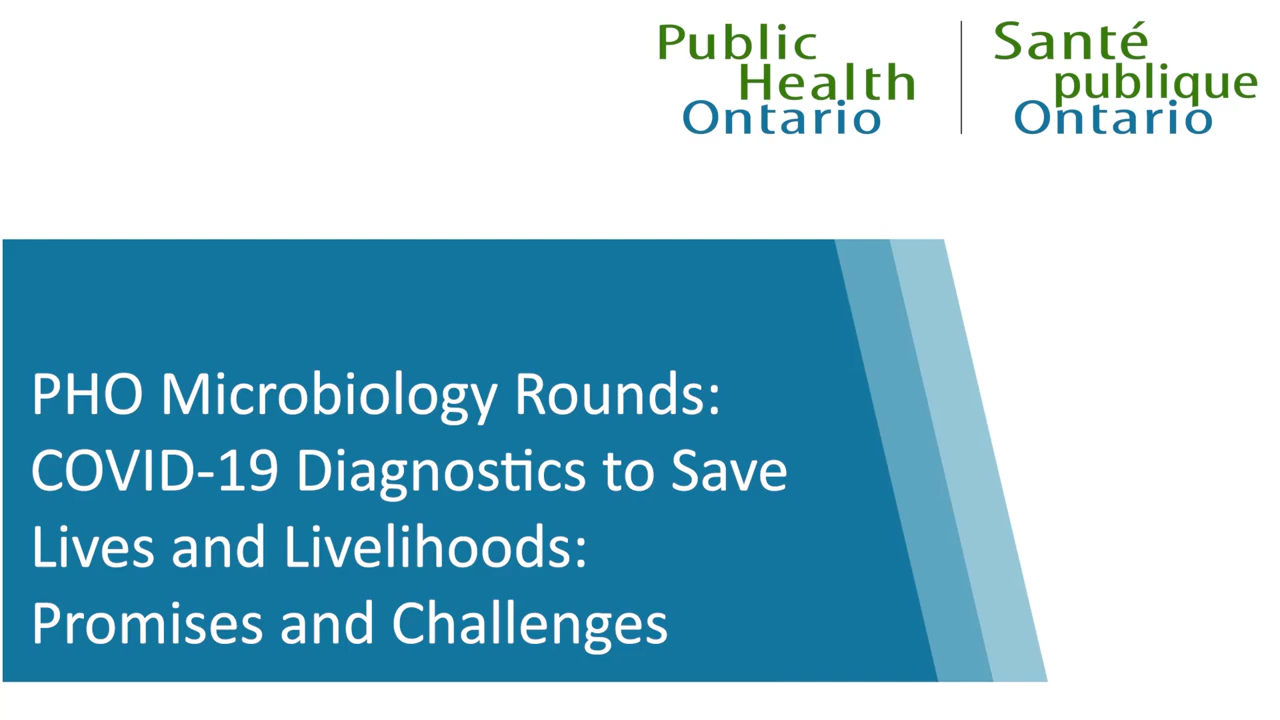 Public
Health
Ontario
Santé
publique
Ontario
PHO Microbiology Rounds:
COVID-19 Diagnostics to Save
Lives and Livelihoods:
Promises and Challenges